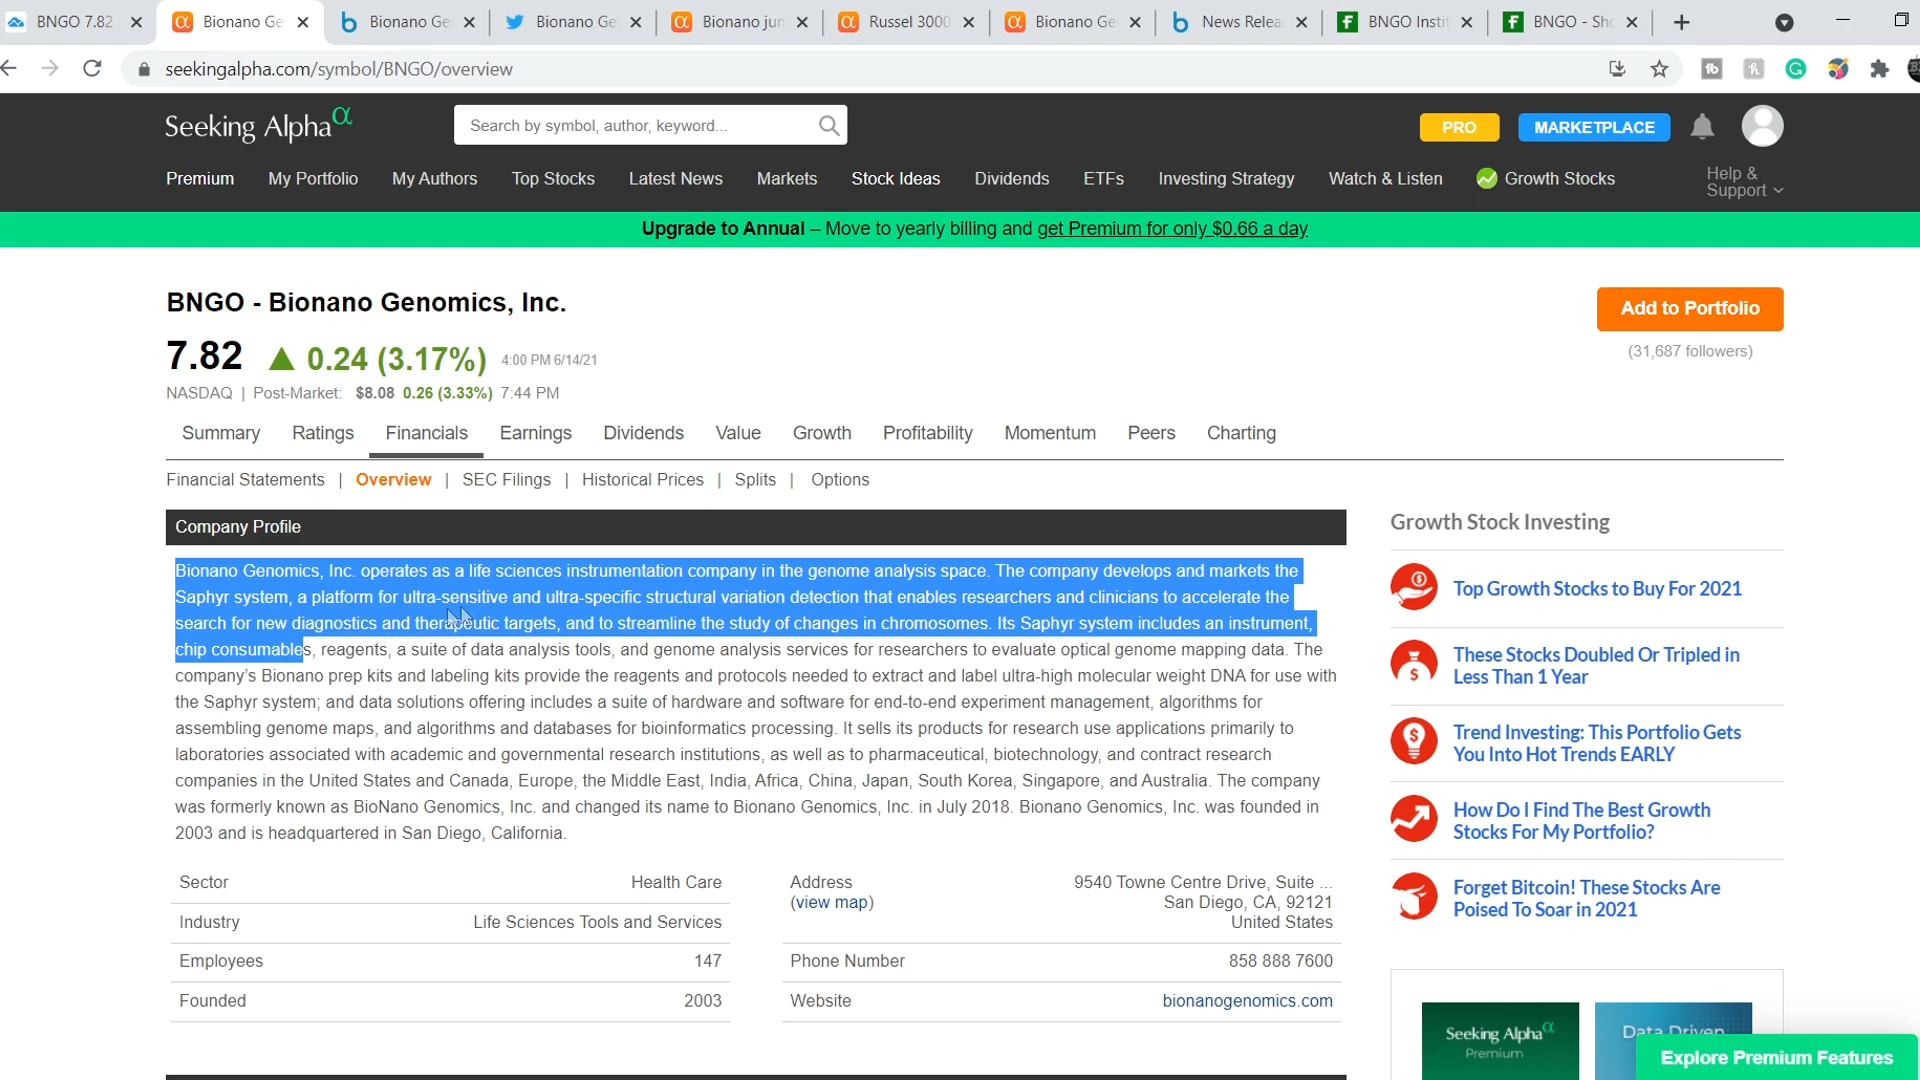 BNGO 7.82
Bionano Ge
Bionano Ge
Bionano Ge
Bionano jun
Russel 3000
Bionano Ge
News Relea
BNGO Instit
BNGO - Sho
seekingalpha.com/symbol/BNGO/overview
Seeking Alpha α
Search by symbol, author, keyword...
PRO
MARKETPLACE
Premium
My Portfolio
My Authors
Top Stocks
Latest News
Markets
Stock Ideas
Dividends
ETFs
Investing Strategy
Watch & Listen
Growth Stocks
Help &
Support
Upgrade to Annual – Move to yearly billing and get Premium for only $0.66 a day
BNGO - Bionano Genomics, Inc.
Add to Portfolio
7.82 0.24 (3.17%) 4:00 PM 6/14/21
(31,687 followers)
NASDAQ | Post-Market: $8.08 0.26 (3.33%) 7:44 PM
Summary
Ratings
Financials
Earnings
Dividends
Value
Growth
Profitability
Momentum
Peers
Charting
Financial Statements | Overview | SEC Filings | Historical Prices | Splits | Options
Company Profile
Bionano Genomics, Inc. operates as a life sciences instrumentation company in the genome analysis space. The company develops and markets the
Saphyr system, a platform for ultra-sensitive and ultra-specific structural variation detection that enables researchers and clinicians to accelerate the
search for new diagnostics and therapeutic targets, and to streamline the study of changes in chromosomes. Its Saphyr system includes an instrument,
chip consumables, reagents, a suite of data analysis tools, and genome analysis services for researchers to evaluate optical genome mapping data. The
company's Bionano prep kits and labeling kits provide the reagents and protocols needed to extract and label ultra-high molecular weight DNA for use with
the Saphyr system; and data solutions offering includes a suite of hardware and software for end-to-end experiment management, algorithms for
assembling genome maps, and algorithms and databases for bioinformatics processing. It sells its products for research use applications primarily to
laboratories associated with academic and governmental research institutions, as well as to pharmaceutical, biotechnology, and contract research
companies in the United States and Canada, Europe, the Middle East, India, Africa, China, Japan, South Korea, Singapore, and Australia. The company
was formerly known as BioNano Genomics, Inc. and changed its name to Bionano Genomics, Inc. in July 2018. Bionano Genomics, Inc. was founded in
2003 and is headquartered in San Diego, California.
Sector Health Care
Industry Life Sciences Tools and Services
Employees 147
Founded 2003
Address 9540 Towne Centre Drive, Suite ...
(view map) San Diego, CA, 92121
United States
Phone Number 858 888 7600
Website bionanogenomics.com
Growth Stock Investing
Top Growth Stocks to Buy For 2021
These Stocks Doubled Or Tripled in
Less Than 1 Year
Trend Investing: This Portfolio Gets
You Into Hot Trends EARLY
How Do I Find The Best Growth
Stocks For My Portfolio?
Forget Bitcoin! These Stocks Are
Poised To Soar in 2021
Seeking Alpha α
Premium
Data Driven
Explore Premium Features